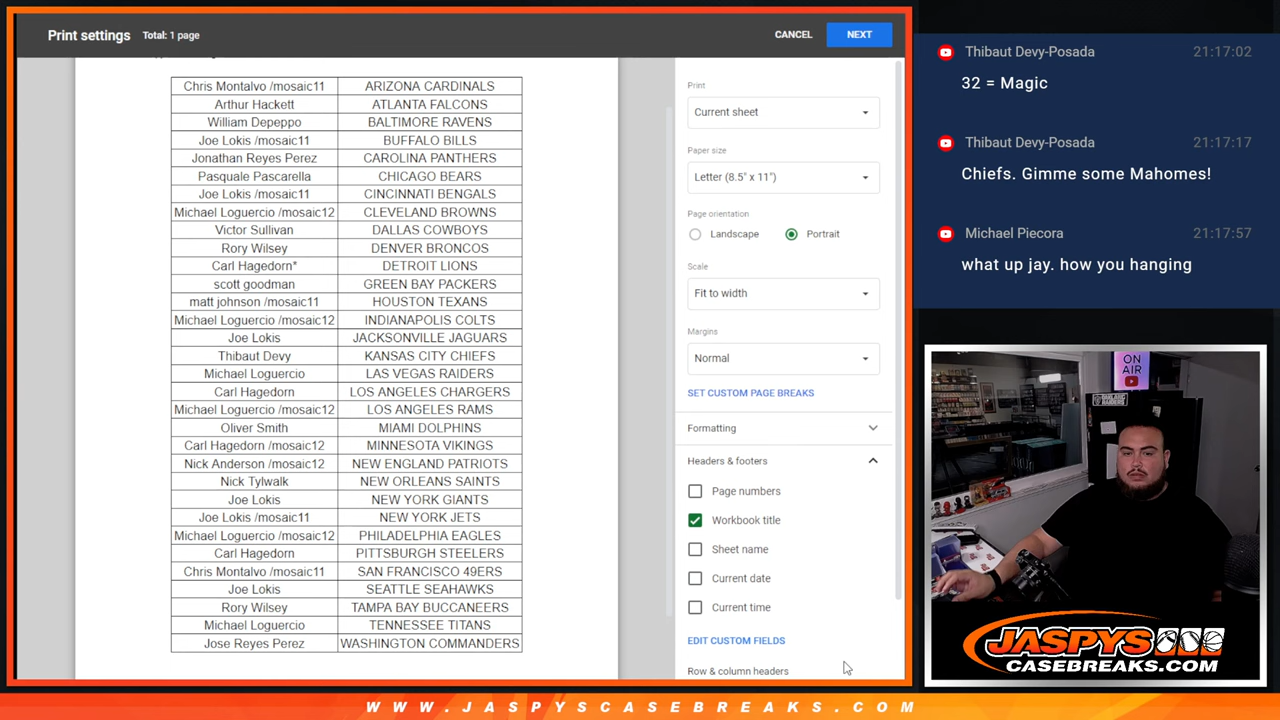 Print settings Total: 1 page CANCEL NEXT
Chris Montalvo /mosaic11 ARIZONA CARDINALS
Arthur Hackett ATLANTA FALCONS
William Depeppo BALTIMORE RAVENS
Joe Lokis /mosaic11 BUFFALO BILLS
Jonathan Reyes Perez CAROLINA PANTHERS
Pasquale Pascarella CHICAGO BEARS
Joe Lokis /mosaic11 CINCINNATI BENGALS
Michael Loguercio /mosaic12 CLEVELAND BROWNS
Victor Sullivan DALLAS COWBOYS
Rory Wilsey DENVER BRONCOS
Carl Hagedorn* DETROIT LIONS
scott goodman GREEN BAY PACKERS
matt johnson /mosaic11 HOUSTON TEXANS
Michael Loguercio /mosaic12 INDIANAPOLIS COLTS
Joe Lokis JACKSONVILLE JAGUARS
Thibaut Devy KANSAS CITY CHIEFS
Michael Loguercio LAS VEGAS RAIDERS
Carl Hagedorn LOS ANGELES CHARGERS
Michael Loguercio /mosaic12 LOS ANGELES RAMS
Oliver Smith MIAMI DOLPHINS
Carl Hagedorn /mosaic12 MINNESOTA VIKINGS
Nick Anderson /mosaic12 NEW ENGLAND PATRIOTS
Nick Tylwalk NEW ORLEANS SAINTS
Joe Lokis NEW YORK GIANTS
Joe Lokis /mosaic11 NEW YORK JETS
Michael Loguercio /mosaic12 PHILADELPHIA EAGLES
Carl Hagedorn PITTSBURGH STEELERS
Chris Montalvo /mosaic11 SAN FRANCISCO 49ERS
Joe Lokis SEATTLE SEAHAWKS
Rory Wilsey TAMPA BAY BUCCANEERS
Michael Loguercio TENNESSEE TITANS
Jose Reyes Perez WASHINGTON COMMANDERS
Print
Current sheet
Paper size
Letter (8.5" x 11")
Page orientation
Landscape Portrait
Scale
Fit to width
Margins
Normal
SET CUSTOM PAGE BREAKS
Formatting
Headers & footers
Page numbers
Workbook title
Sheet name
Current date
Current time
EDIT CUSTOM FIELDS
Row & column headers
Thibaut Devy-Posada 21:17:02
32 = Magic
Thibaut Devy-Posada 21:17:17
Chiefs. Gimme some Mahomes!
Michael Piecora 21:17:57
what up jay. how you hanging
ON
AIR
JASPYS
CASEBREAKS.COM
WWW.JASPYSCASEBREAKS.COM